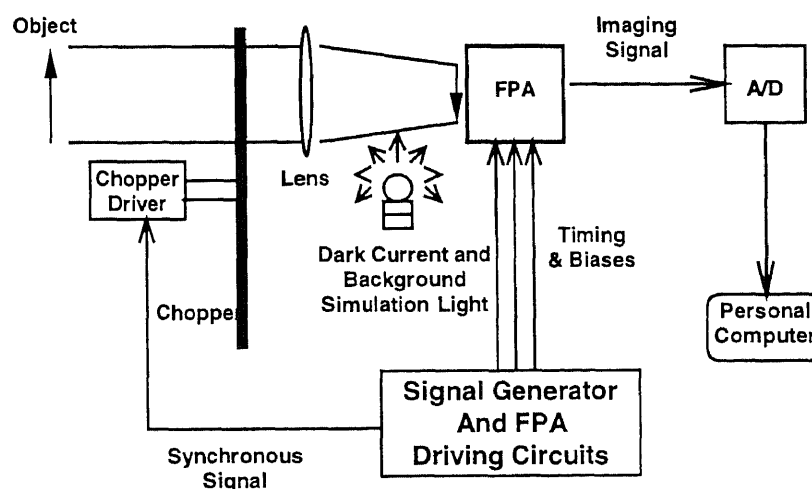 Object
Imaging
Signal
FPA
A/D
Chopper
Driver
Lens
Dark Current and
Background
Simulation Light
Timing
& Biases
Chopper
Personal
Computer
Signal Generator
And FPA
Driving Circuits
Synchronous
Signal